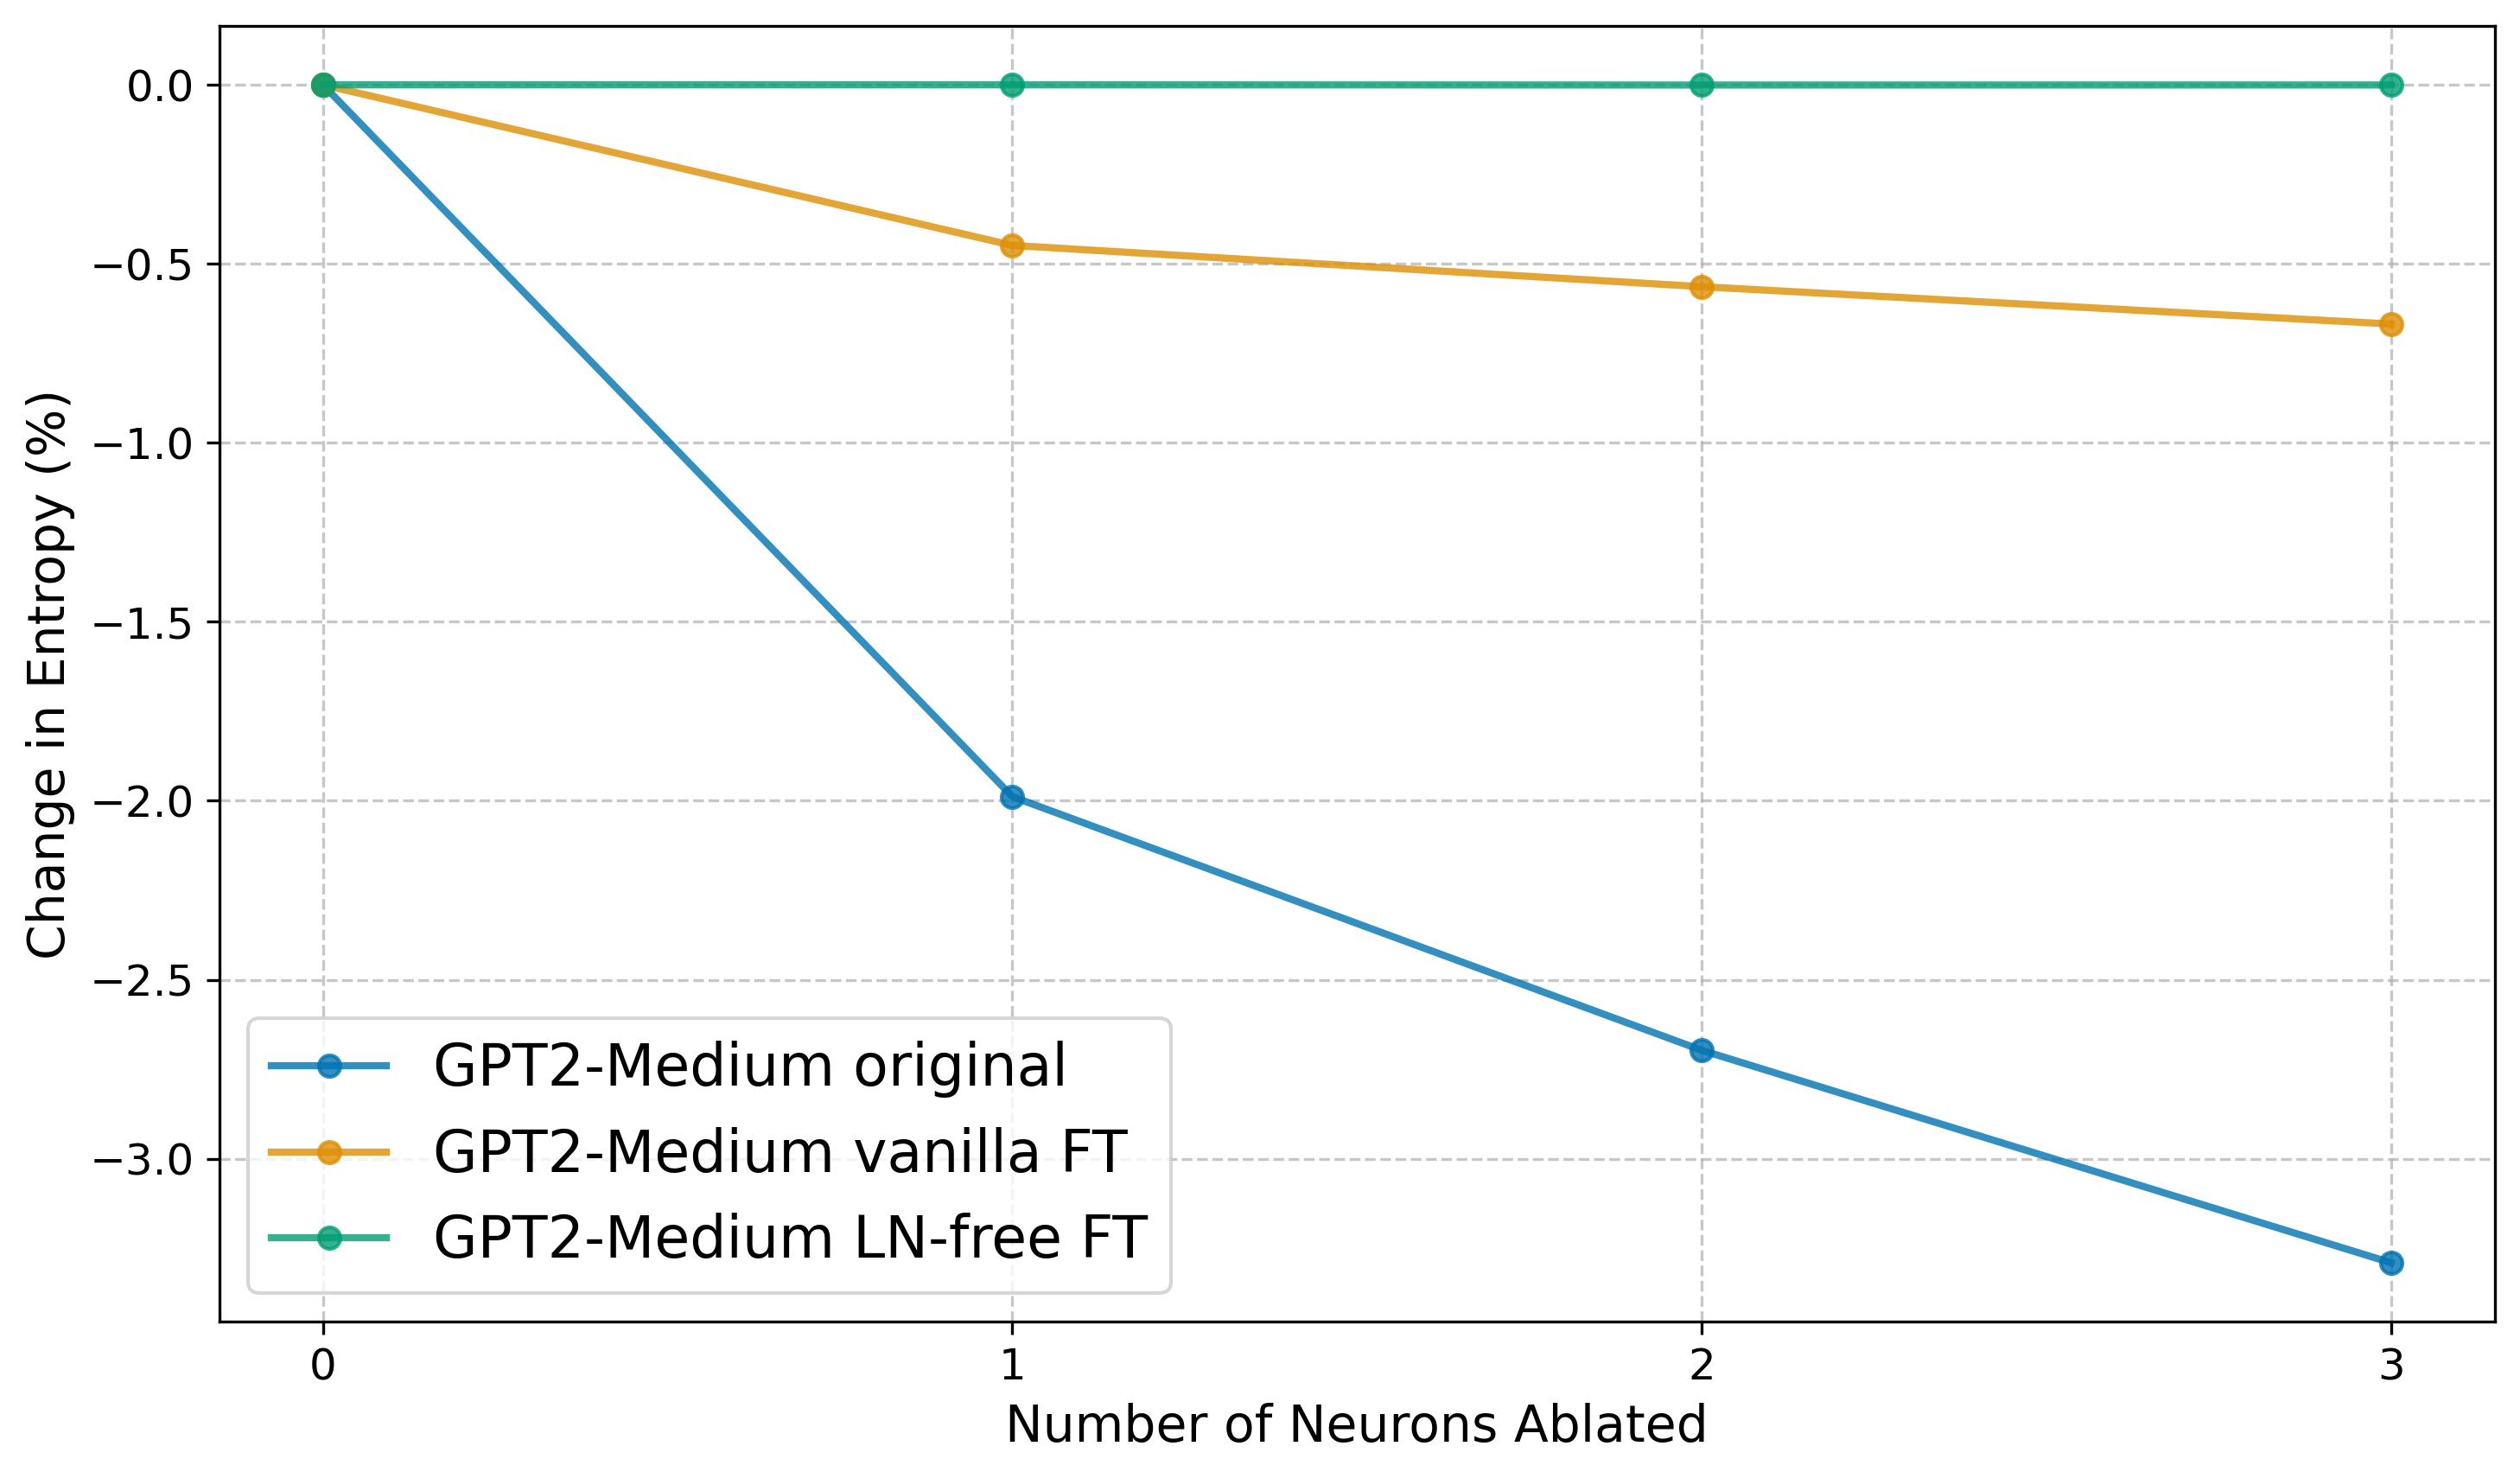 0.0
−0.5
−1.0
−1.5
−2.0
−2.5
−3.0
Change in Entropy (%)
GPT2-Medium original
GPT2-Medium vanilla FT
GPT2-Medium LN-free FT
0 1 2 3
Number of Neurons Ablated